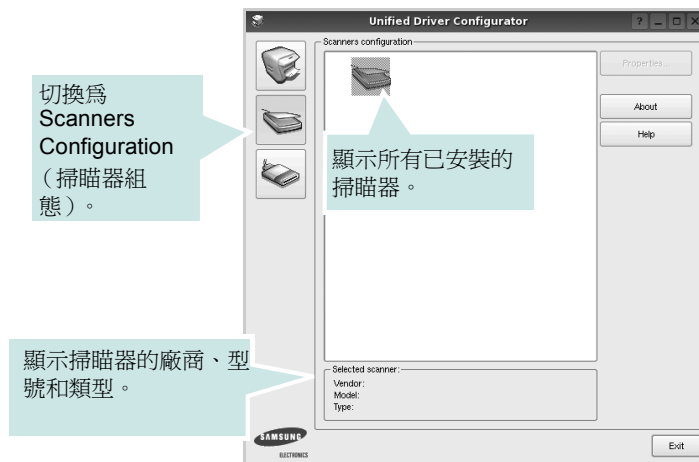 Unified Driver Configurator
Scanners configuration
Properties...
About
Help
切換爲
Scanners
Configuration
（掃瞄器組
態）。
顯示所有已安裝的
掃瞄器。
顯示掃瞄器的廠商、型
號和類型。
Selected scanner:
Vendor:
Model:
Type:
SAMSUNG
ELECTRONICS
Exit